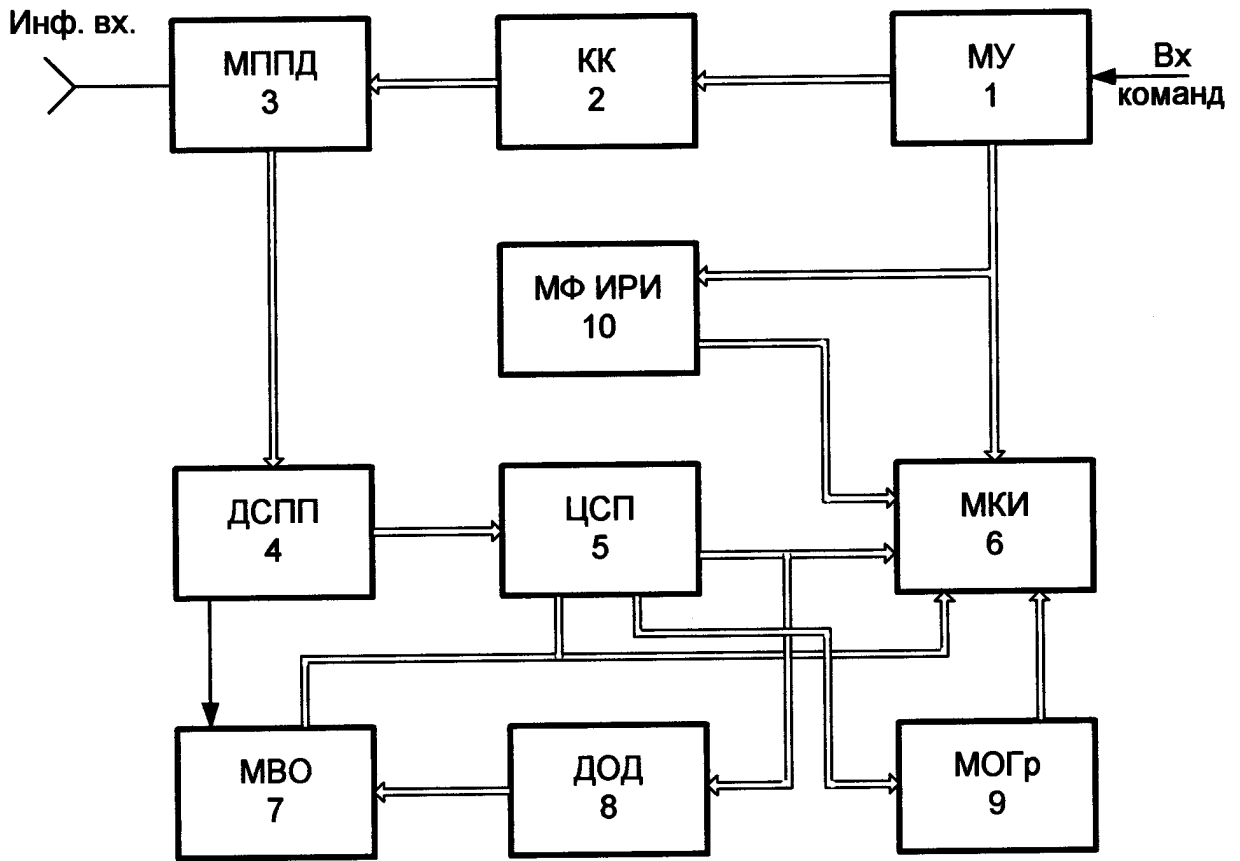 Инф. вх.
МППД
3
КК
2
МУ
1
Вх
команд
МФ ИРИ
10
ДСПП
4
ЦСП
5
МКИ
6
МВО
7
ДОД
8
МОГр
9